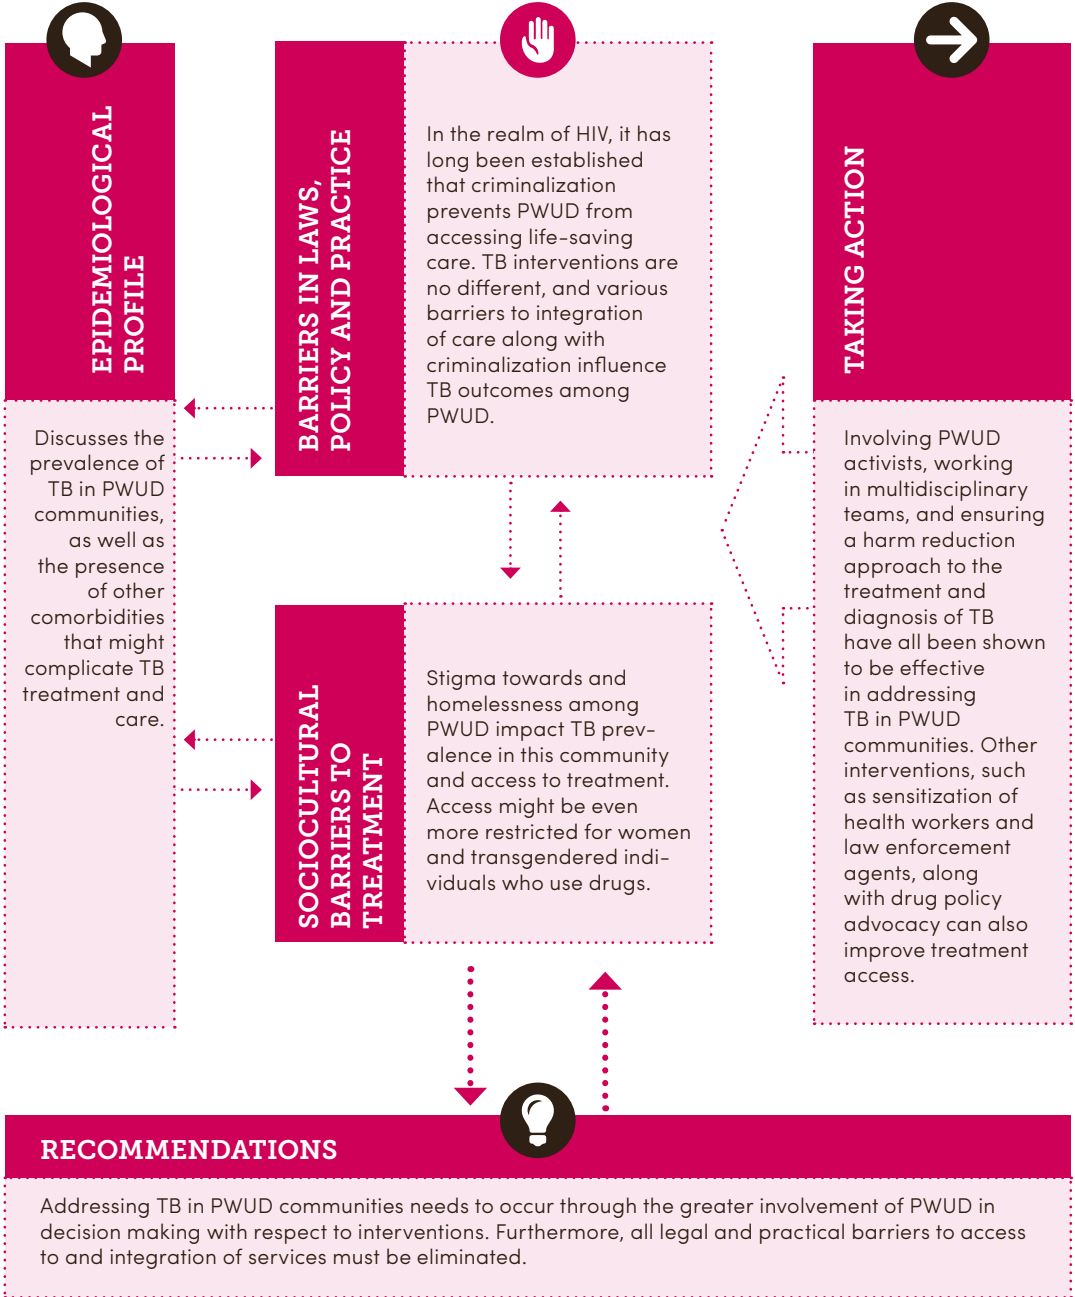 EPIDEMIOLOGICAL
PROFILE
Discusses the
prevalence of
TB in PWUD
communities,
as well as
the presence
of other
comorbidities
that might
complicate TB
treatment and
care.
BARRIERS IN LAWS,
POLICY AND PRACTICE
In the realm of HIV, it has
long been established
that criminalization
prevents PWUD from
accessing life-saving
care. TB interventions are
no different, and various
barriers to integration
of care along with
criminalization influence
TB outcomes among
PWUD.
SOCIOCULTURAL
BARRIERS TO
TREATMENT
Stigma towards and
homelessness among
PWUD impact TB prev-
alence in this community
and access to treatment.
Access might be even
more restricted for women
and transgendered indi-
viduals who use drugs.
TAKING ACTION
Involving PWUD
activists, working
in multidisciplinary
teams, and ensuring
a harm reduction
approach to the
treatment and
diagnosis of TB
have all been shown
to be effective
in addressing
TB in PWUD
communities. Other
interventions, such
as sensitization of
health workers and
law enforcement
agents, along
with drug policy
advocacy can also
improve treatment
access.
RECOMMENDATIONS
Addressing TB in PWUD communities needs to occur through the greater involvement of PWUD in
decision making with respect to interventions. Furthermore, all legal and practical barriers to access
to and integration of services must be eliminated.